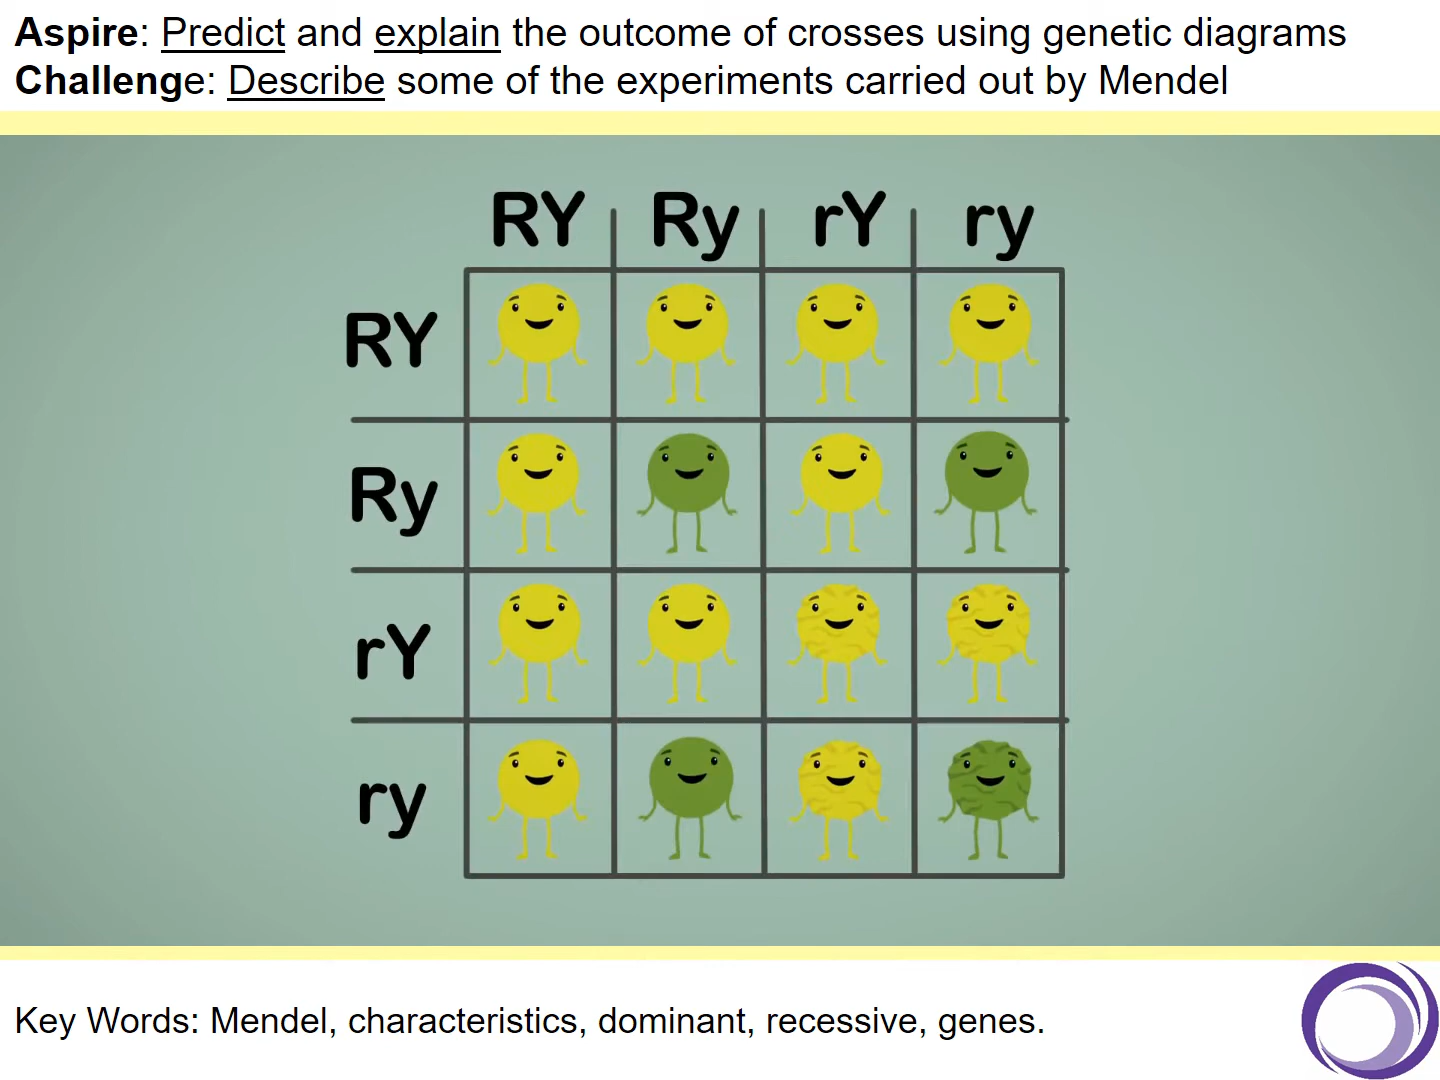 Aspire: Predict and explain the outcome of crosses using genetic diagrams
Challenge: Describe some of the experiments carried out by Mendel
RY Ry rY ry
RY
Ry
rY
ry
Key Words: Mendel, characteristics, dominant, recessive, genes.